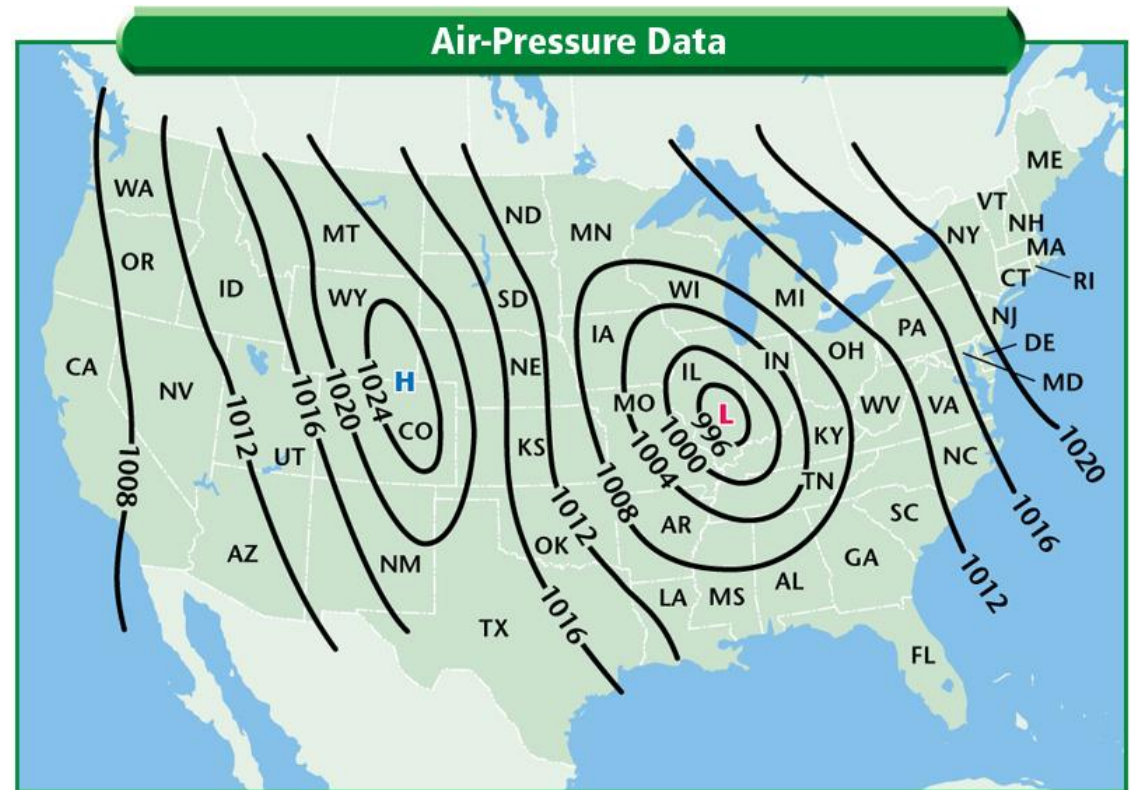 Air-Pressure Data
ME
WA
VT
ND
NH
MT
MN
NY
MA
OR
CT
RI
ID
WY
SD
WI
MI
NJ
PA
IA
DE
OH
CA
NE
IN
MD
H
IL
NV
1024
MO
L
WV
VA
1020
1016
1012
CO
996
KY
KS
1000
NC
1020
UT
1004
1008
TN
1008
1012
SC
1016
AR
OK
AZ
GA
NM
1012
AL
LA
MS
1016
TX
FL